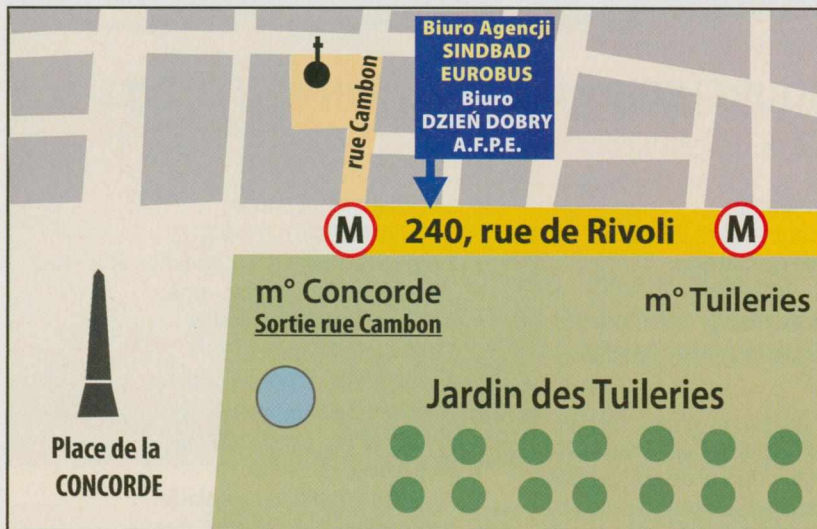 Biuro Agencji
SINDBAD
EUROBUS
Biuro
DZIEŃ DOBRY
A.F.P.E.
rue Cambon
M 240, rue de Rivoli M
m° Concorde
Sortie rue Cambon
m° Tuileries
Jardin des Tuileries
Place de la
CONCORDE